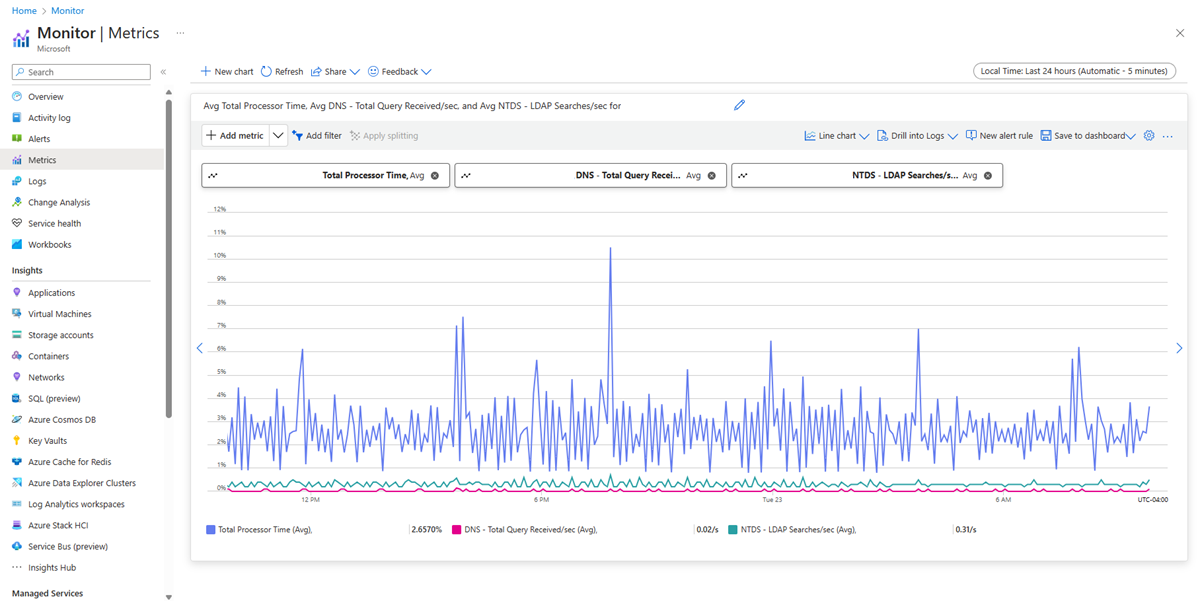 Home > Monitor
Monitor | Metrics ...
Microsoft
Search «
Overview
Activity log
Alerts
Metrics
Logs
Change Analysis
Service health
Workbooks
Insights
Applications
Virtual Machines
Storage accounts
Containers
Networks
SQL (preview)
Azure Cosmos DB
Key Vaults
Azure Cache for Redis
Azure Data Explorer Clusters
Log Analytics workspaces
Azure Stack HCI
Service Bus (preview)
Insights Hub
Managed Services
New chart Refresh Share Feedback Local Time: Last 24 hours (Automatic - 5 minutes)
Avg Total Processor Time, Avg DNS - Total Query Received/sec, and Avg NTDS - LDAP Searches/sec for
Add metric Add filter Apply splitting Line chart Drill into Logs New alert rule Save to dashboard ...
Total Processor Time, Avg DNS - Total Query Recei... Avg NTDS - LDAP Searches/s... Avg
12%
11%
10%
9%
8%
7%
6%
5%
4%
3%
2%
1%
0%
12 PM 6 PM Tue 23 6 AM UTC-04:00
Total Processor Time (Avg), 2.6570% DNS - Total Query Received/sec (Avg), 0.02/s NTDS - LDAP Searches/sec (Avg), 0.31/s